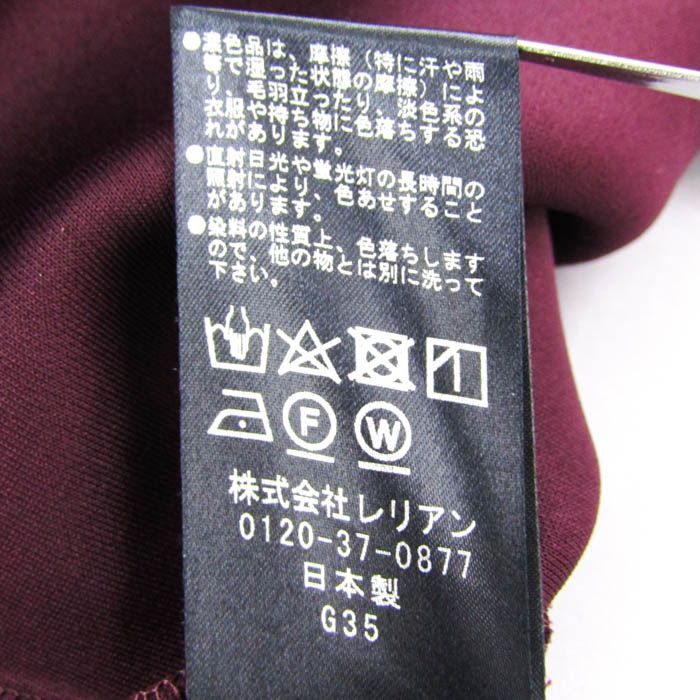 ●濃色品は、摩擦（特に汗や雨
等で湿った状態の摩擦）によ
り、毛羽立ったり、淡色系の
衣服や持ち物に色落ちする恐
れがあります。
●直射日光や蛍光灯の長時間の
照射により、色あせすること
があります。
●染料の性質上、色落ちします
ので、他の物とは別に洗って
下さい。
F
W
株式会社レリアン
0120-37-0877
日本製
G35